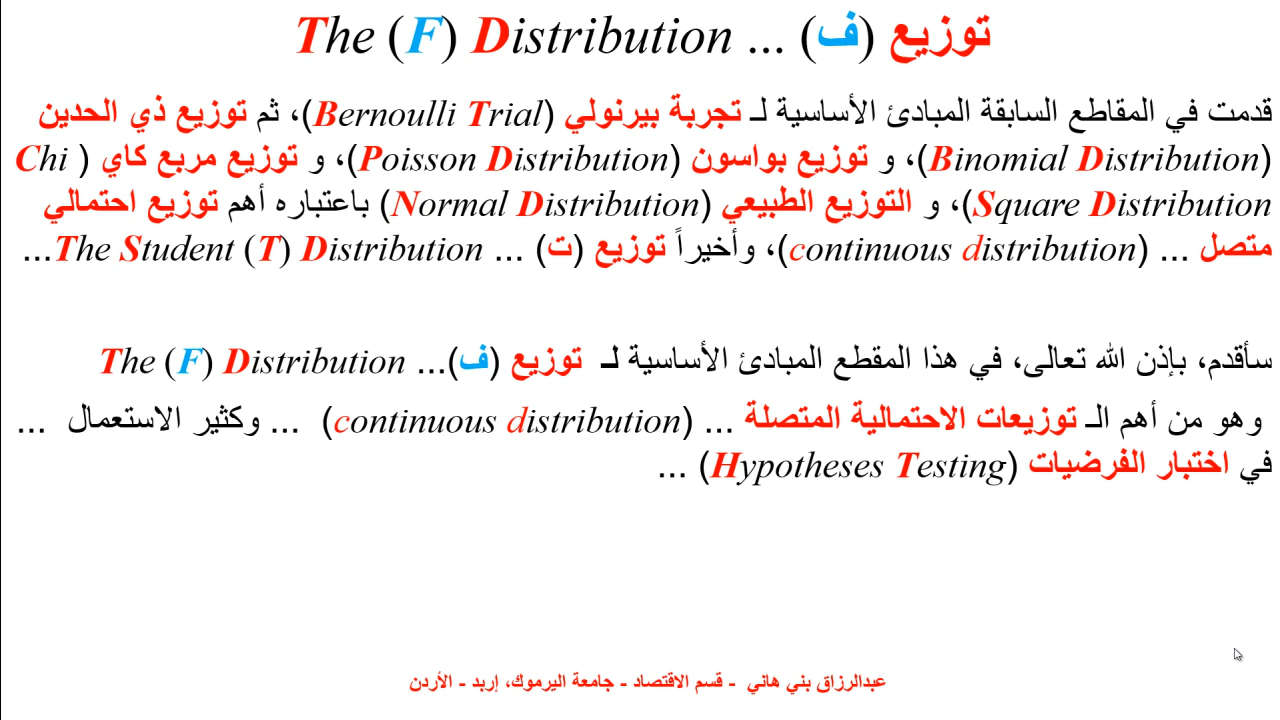 توزيع (ف) ... The (F) Distribution
قدمت في المقاطع السابقة المبادئ الأساسية لـ تجربة بيرنولي (Bernoulli Trial)، ثم توزيع ذي الحدين
(Binomial Distribution)، و توزيع بواسون (Poisson Distribution)، و توزيع مربع كاي (Chi
Square Distribution)، و التوزيع الطبيعي (Normal Distribution) باعتباره أهم توزيع احتمالي
متصل ... (continuous distribution)، وأخيراً توزيع (ت) ... The Student (T) Distribution...
سأقدم، بإذن الله تعالى، في هذا المقطع المبادئ الأساسية لـ توزيع (ف)... The (F) Distribution
وهو من أهم الـ توزيعات الاحتمالية المتصلة ... (continuous distribution) ... وكثير الاستعمال ...
في اختبار الفرضيات (Hypotheses Testing) ...
عبدالرزاق بني هاني - قسم الاقتصاد - جامعة اليرموك، إربد - الأردن